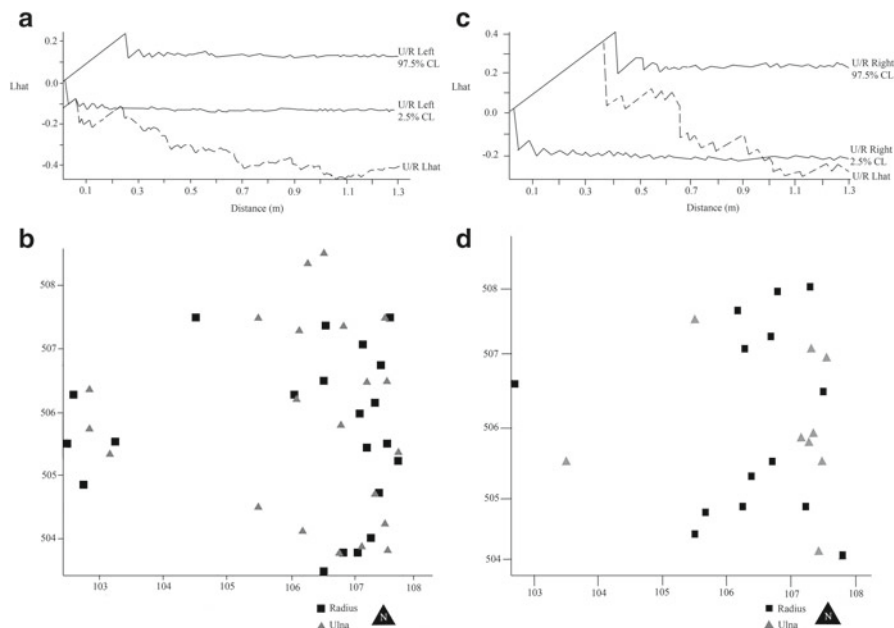 a
0.2
0.0
-0.2
-0.4
Lhat
0.1 0.3 0.5 0.7 0.9 1.1 1.3
Distance (m)
U/R Left
97.5% CL
U/R Left
2.5% CL
U/R Lhat
c
0.4
0.2
0.0
-0.2
Lhat
0.1 0.3 0.5 0.7 0.9 1.1 1.3
Distance (m)
U/R Right
97.5% CL
U/R Right
2.5% CL
U/R Lhat
b
508
507
506
505
504
103 104 105 106 107 108
Radius
Ulna
N
d
508
507
506
505
504
103 104 105 106 107 108
Radius
Ulna
N